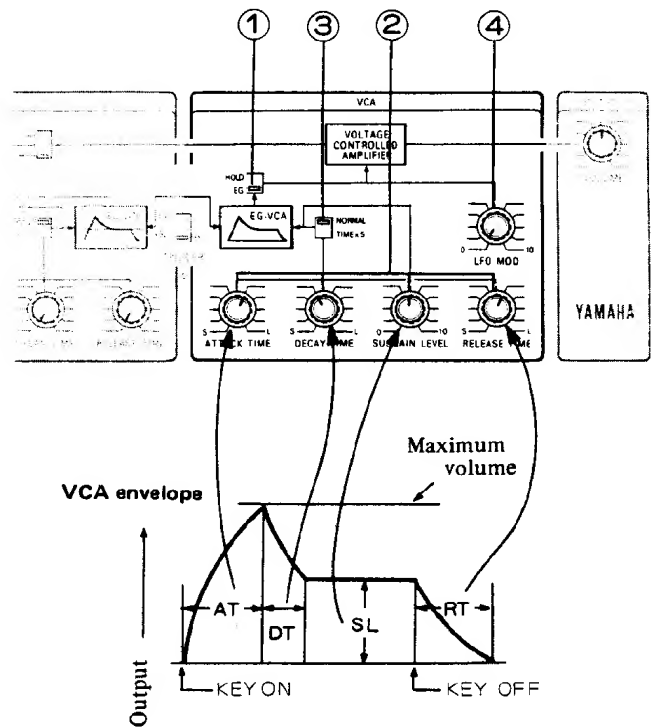 ① ③ ② ④
VCA
VOLTAGE
CONTROLLED
AMPLIFIER
HOLD
EG
EG-VCA
NORMAL
TIME×5
0 10
LFO MOD
YAMAHA
S L S L 0 10 S L
ATTACK TIME DECAY TIME SUSTAIN LEVEL RELEASE TIME
Maximum
volume
VCA envelope
AT
DT
SL
RT
Output
KEY ON
KEY OFF